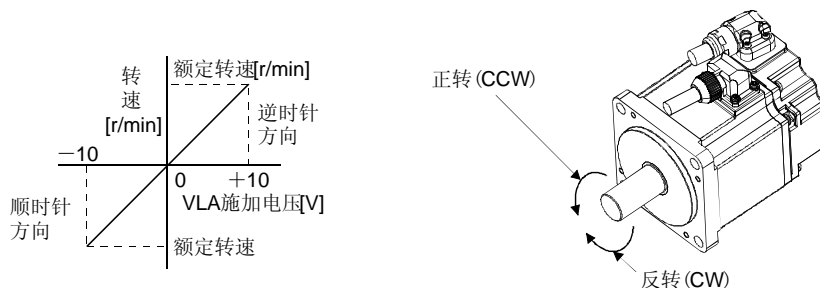 转
速
[r/min]
额定转速[r/min]
逆时针
方向
－10
0
＋10
VLA施加电压[V]
顺时针
方向
额定转速
正转(CCW)
反转(CW)